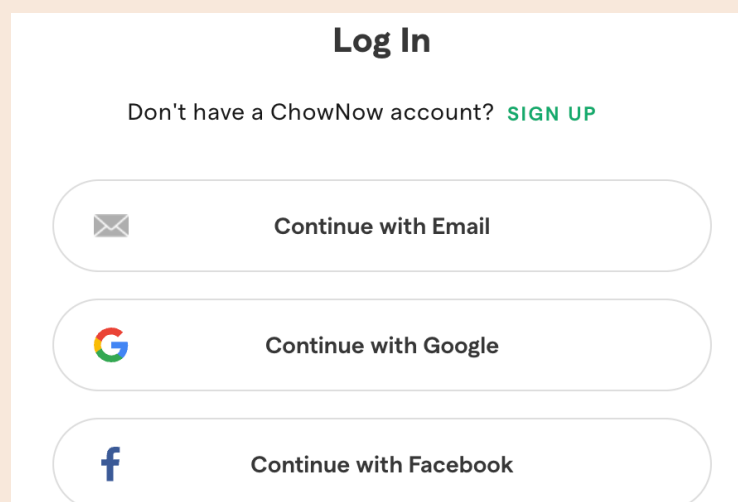 Log In
Don't have a ChowNow account? SIGN UP
Continue with Email
Continue with Google
Continue with Facebook